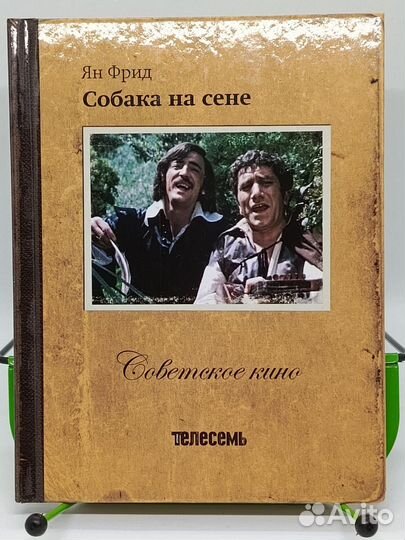 Ян Фрид
Собака на сене
Советское кино
телесемь
Avito